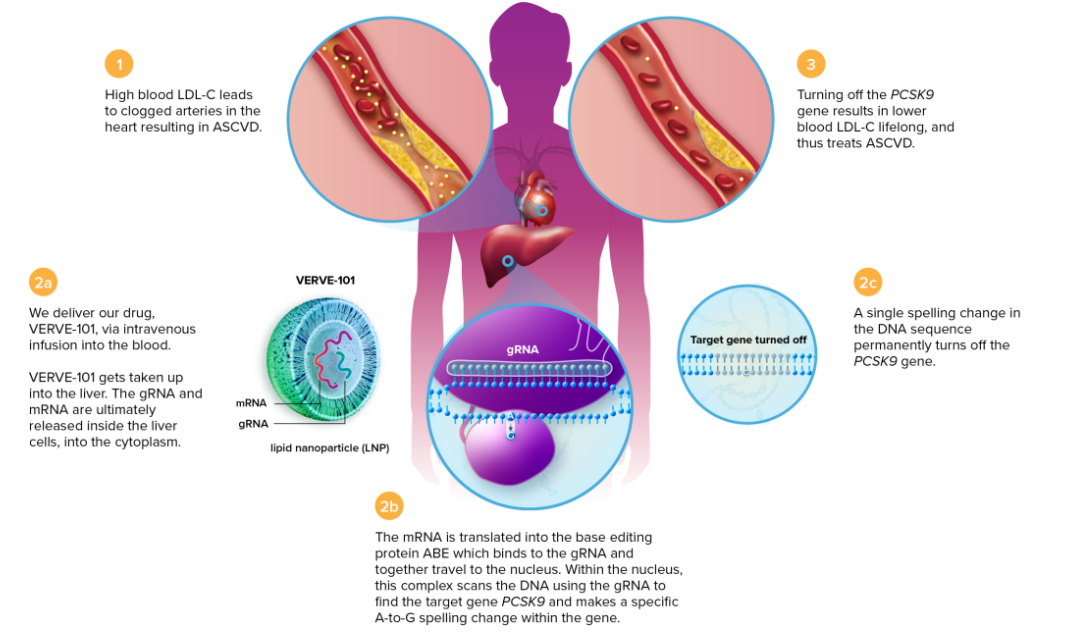 1
High blood LDL-C leads
to clogged arteries in the
heart resulting in ASCVD.
3
Turning off the PCSK9
gene results in lower
blood LDL-C lifelong, and
thus treats ASCVD.
2a
We deliver our drug,
VERVE-101, via intravenous
infusion into the blood.
VERVE-101 gets taken up
into the liver. The gRNA and
mRNA are ultimately
released inside the liver
cells, into the cytoplasm.
VERVE-101
mRNA
gRNA
lipid nanoparticle (LNP)
gRNA
2b
The mRNA is translated into the base editing
protein ABE which binds to the gRNA and
together travel to the nucleus. Within the nucleus,
this complex scans the DNA using the gRNA to
find the target gene PCSK9 and makes a specific
A-to-G spelling change within the gene.
Target gene turned off
2c
A single spelling change in
the DNA sequence
permanently turns off the
PCSK9 gene.